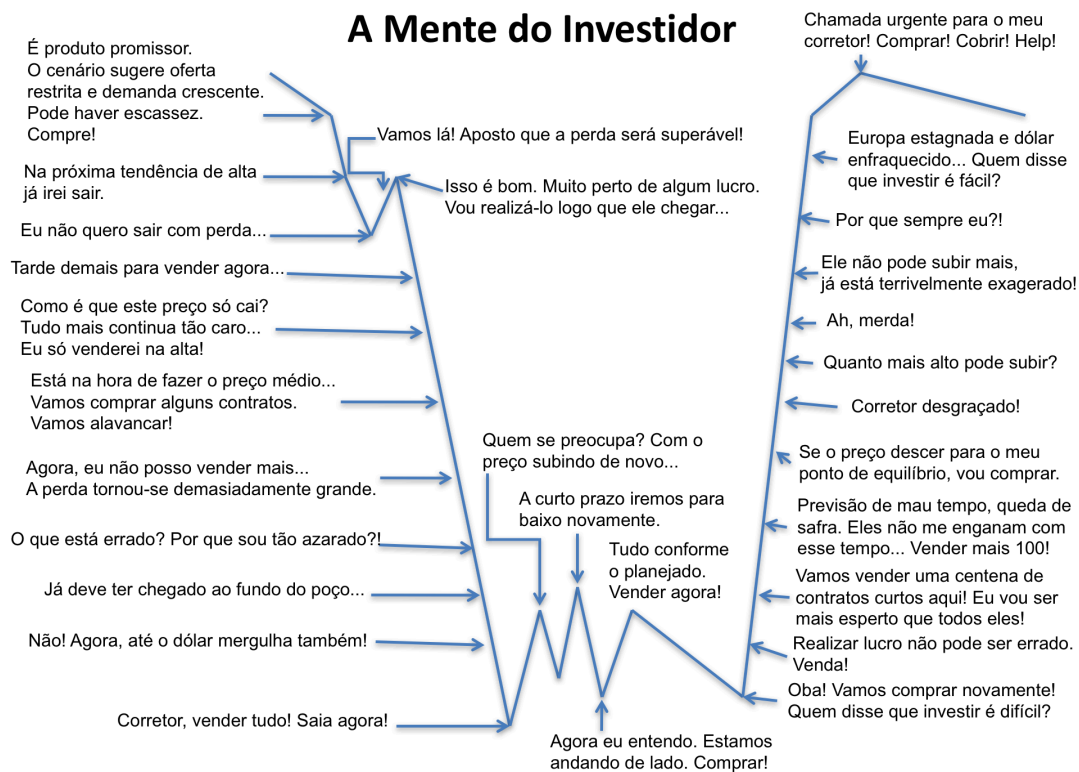 A Mente do Investidor
É produto promissor.
O cenário sugere oferta
restrita e demanda crescente.
Pode haver escassez.
Compre!
Vamos lá! Aposto que a perda será superável!
Na próxima tendência de alta
já irei sair.
Isso é bom. Muito perto de algum lucro.
Vou realizá-lo logo que ele chegar...
Eu não quero sair com perda...
Tarde demais para vender agora...
Como é que este preço só cai?
Tudo mais continua tão caro...
Eu só venderei na alta!
Está na hora de fazer o preço médio...
Vamos comprar alguns contratos.
Vamos alavancar!
Agora, eu não posso vender mais...
A perda tornou-se demasiadamente grande.
O que está errado? Por que sou tão azarado?!
Já deve ter chegado ao fundo do poço...
Não! Agora, até o dólar mergulha também!
Corretor, vender tudo! Saia agora!
Quem se preocupa? Com o
preço subindo de novo...
A curto prazo iremos para
baixo novamente.
Agora eu entendo. Estamos
andando de lado. Comprar!
Tudo conforme
o planejado.
Vender agora!
Oba! Vamos comprar novamente!
Quem disse que investir é difícil?
Realizar lucro não pode ser errado.
Venda!
Vamos vender uma centena de
contratos curtos aqui! Eu vou ser
mais esperto que todos eles!
Previsão de mau tempo, queda de
safra. Eles não me enganam com
esse tempo... Vender mais 100!
Se o preço descer para o meu
ponto de equilíbrio, vou comprar.
Corretor desgraçado!
Quanto mais alto pode subir?
Ah, merda!
Ele não pode subir mais,
já está terrivelmente exagerado!
Por que sempre eu?!
Europa estagnada e dólar
enfraquecido... Quem disse
que investir é fácil?
Chamada urgente para o meu
corretor! Comprar! Cobrir! Help!